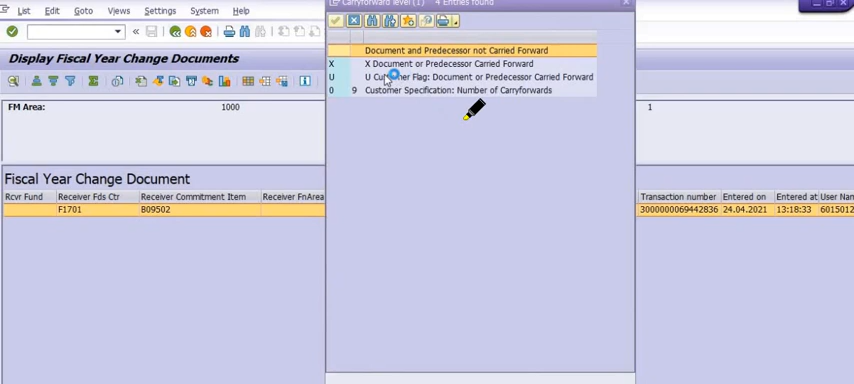 Carryforward level (1)   4 Entries found
List Edit Goto Views Settings System Help
Display Fiscal Year Change Documents
FM Area: 1000 1
Document and Predecessor not Carried Forward
X X Document or Predecessor Carried Forward
U U Customer Flag: Document or Predecessor Carried Forward
0 9 Customer Specification: Number of Carryforwards
Fiscal Year Change Document
Rcvr Fund Receiver Fds Ctr Receiver Commitment Item Receiver FnArea Transaction number Entered on Entered at User Nam
F1701 B09502 3000000069442836 24.04.2021 13:18:33 6015012